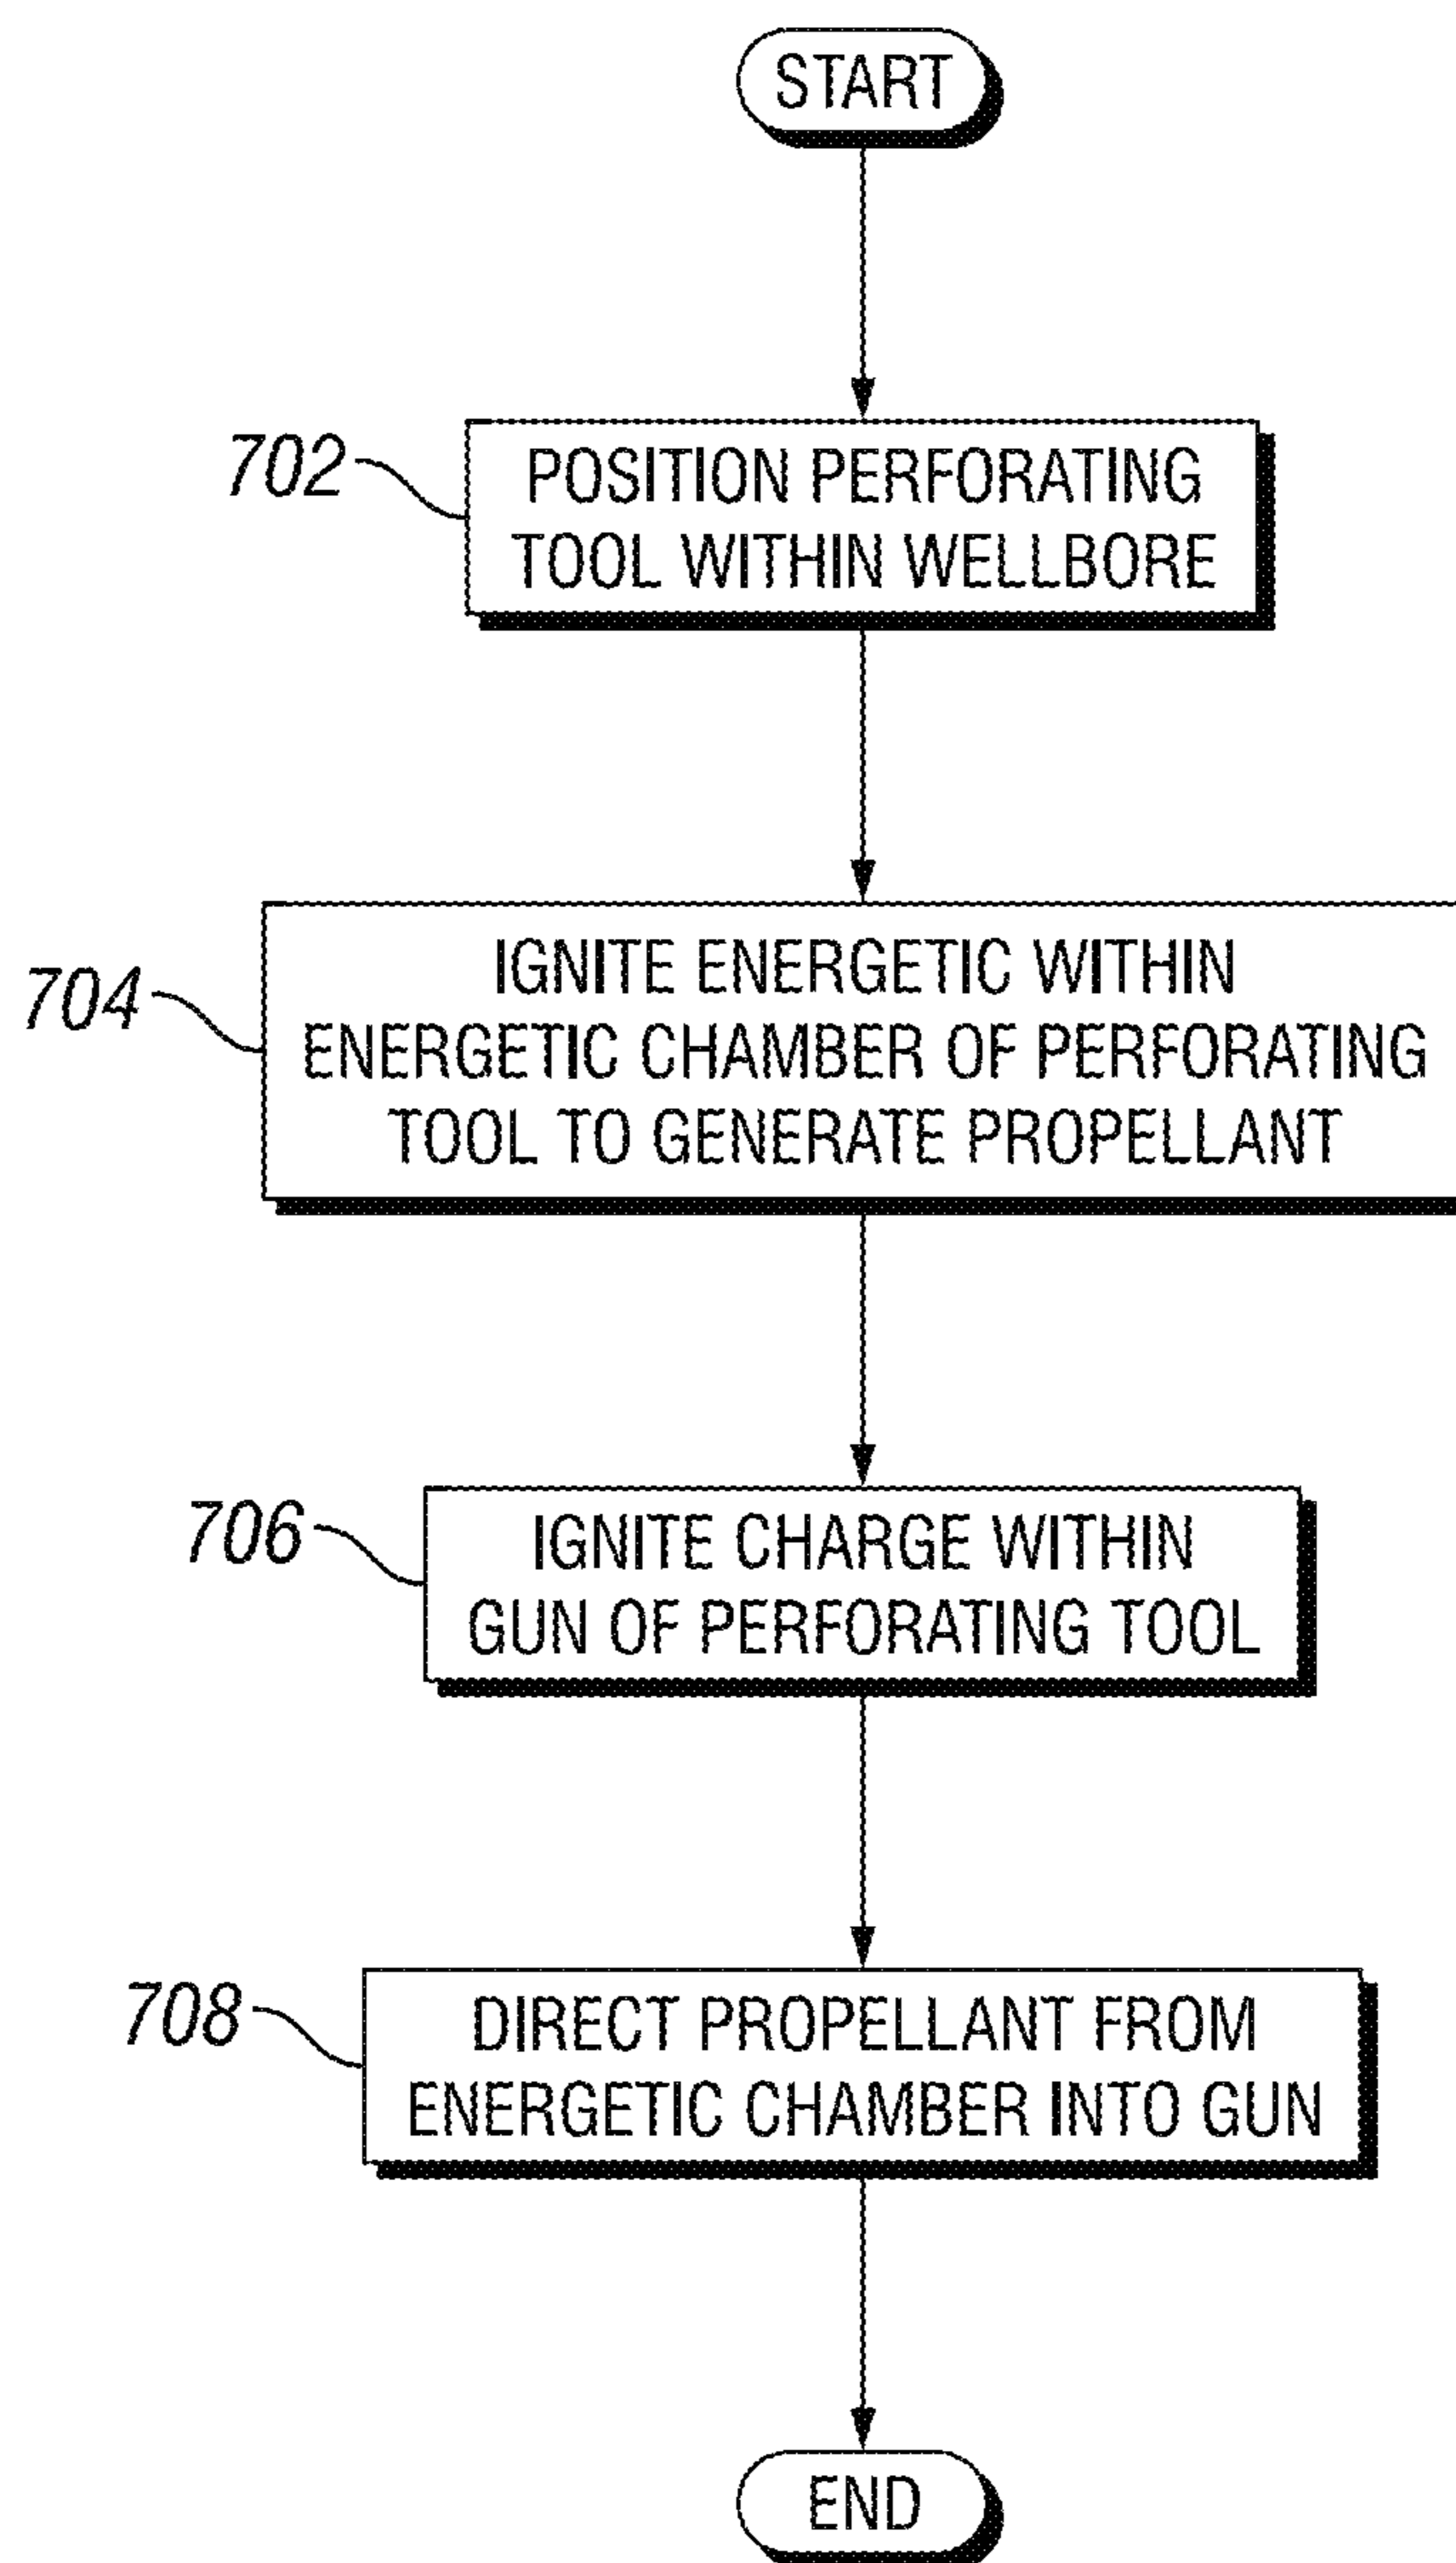 START
702
POSITION PERFORATING
TOOL WITHIN WELLBORE
704
IGNITE ENERGETIC WITHIN
ENERGETIC CHAMBER OF PERFORATING
TOOL TO GENERATE PROPELLANT
706
IGNITE CHARGE WITHIN
GUN OF PERFORATING TOOL
708
DIRECT PROPELLANT FROM
ENERGETIC CHAMBER INTO GUN
END